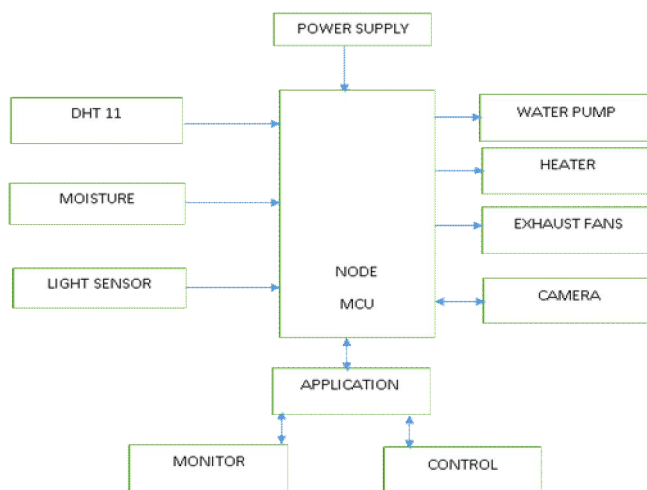 POWER SUPPLY
DHT 11
MOISTURE
LIGHT SENSOR
NODE
MCU
WATER PUMP
HEATER
EXHAUST FANS
CAMERA
APPLICATION
MONITOR
CONTROL